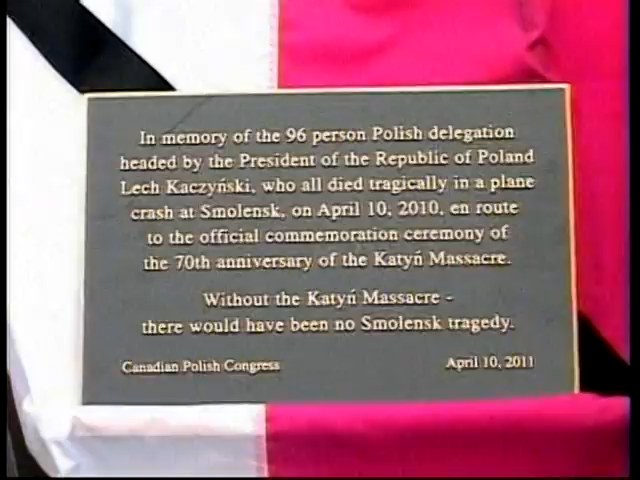 In memory of the 96 person Polish delegation
headed by the President of the Republic of Poland
Lech Kaczyński, who all died tragically in a plane
crash at Smolensk, on April 10, 2010, en route
to the official commemoration ceremony of
the 70th anniversary of the Katyń Massacre.
Without the Katyń Massacre -
there would have been no Smolensk tragedy.
Canadian Polish Congress April 10, 2011